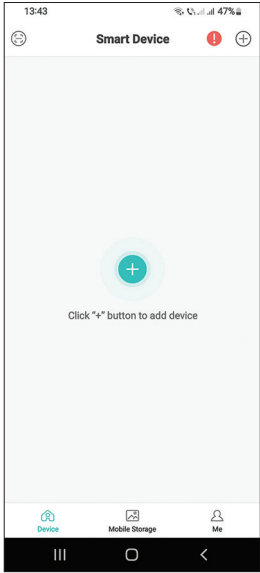 13:43
47%
Smart Device
Click "+" button to add device
Device
Mobile Storage
Me